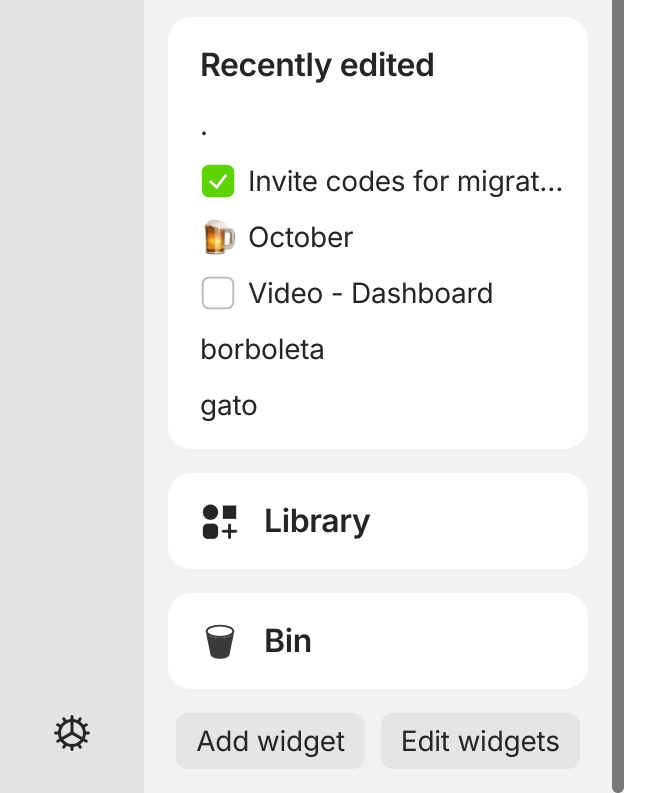 Recently edited
.
Invite codes for migrat...
October
Video - Dashboard
borboleta
gato
Library
Bin
Add widget
Edit widgets